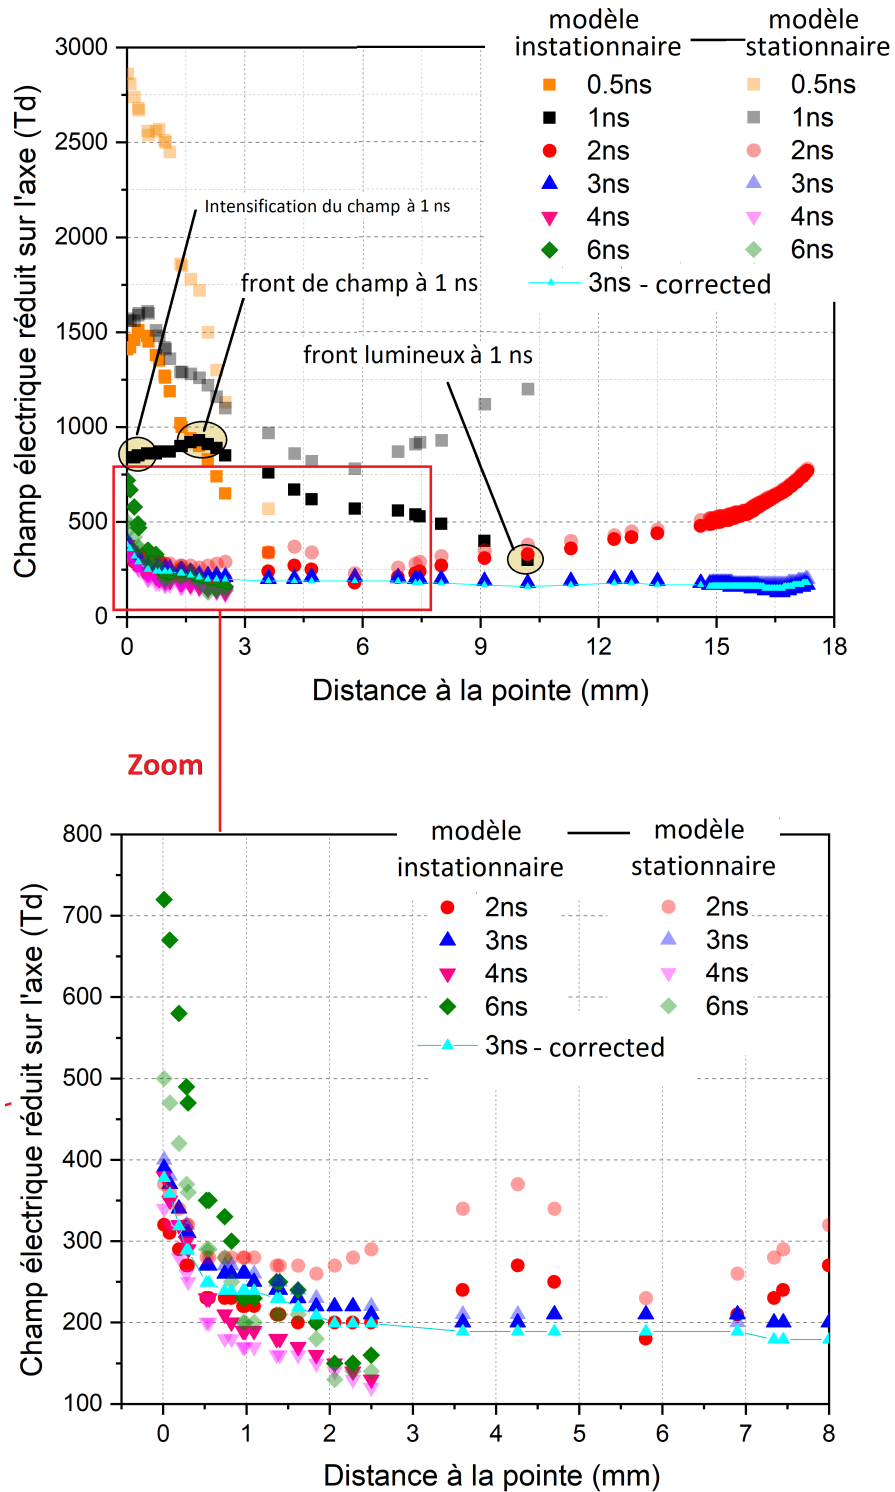 modèle modèle
instationnaire stationnaire
0.5ns 0.5ns
1ns 1ns
2ns 2ns
3ns 3ns
4ns 4ns
6ns 6ns
3ns - corrected
Champ électrique réduit sur l'axe (Td)
3000
2500
2000
1500
1000
500
0
Intensification du champ à 1 ns
front de champ à 1 ns
front lumineux à 1 ns
0 3 6 9 12 15 18
Distance à la pointe (mm)
Zoom
modèle modèle
instationnaire stationnaire
2ns 2ns
3ns 3ns
4ns 4ns
6ns 6ns
3ns - corrected
Champ électrique réduit sur l'axe (Td)
800
700
600
500
400
300
200
100
0 1 2 3 4 5 6 7 8
Distance à la pointe (mm)